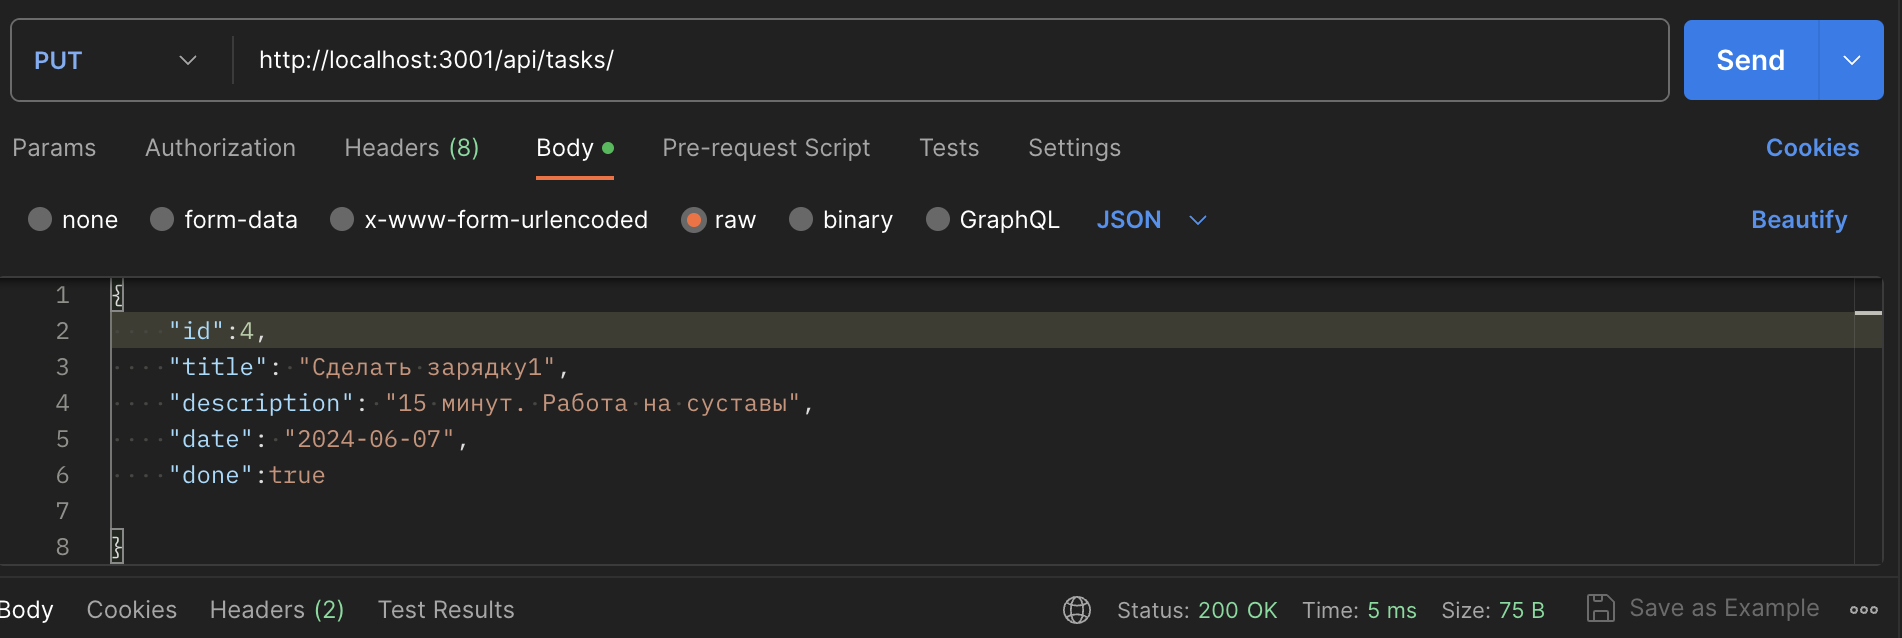 PUT http://localhost:3001/api/tasks/ Send
Params Authorization Headers (8) Body Pre-request Script Tests Settings Cookies
none form-data x-www-form-urlencoded raw binary GraphQL JSON Beautify
1 {
2 "id":4,
3 "title": "Сделать зарядку1",
4 "description": "15 минут. Работа на суставы",
5 "date": "2024-06-07",
6 "done":true
7
8 }
Body Cookies Headers (2) Test Results Status: 200 OK Time: 5 ms Size: 75 B Save as Example